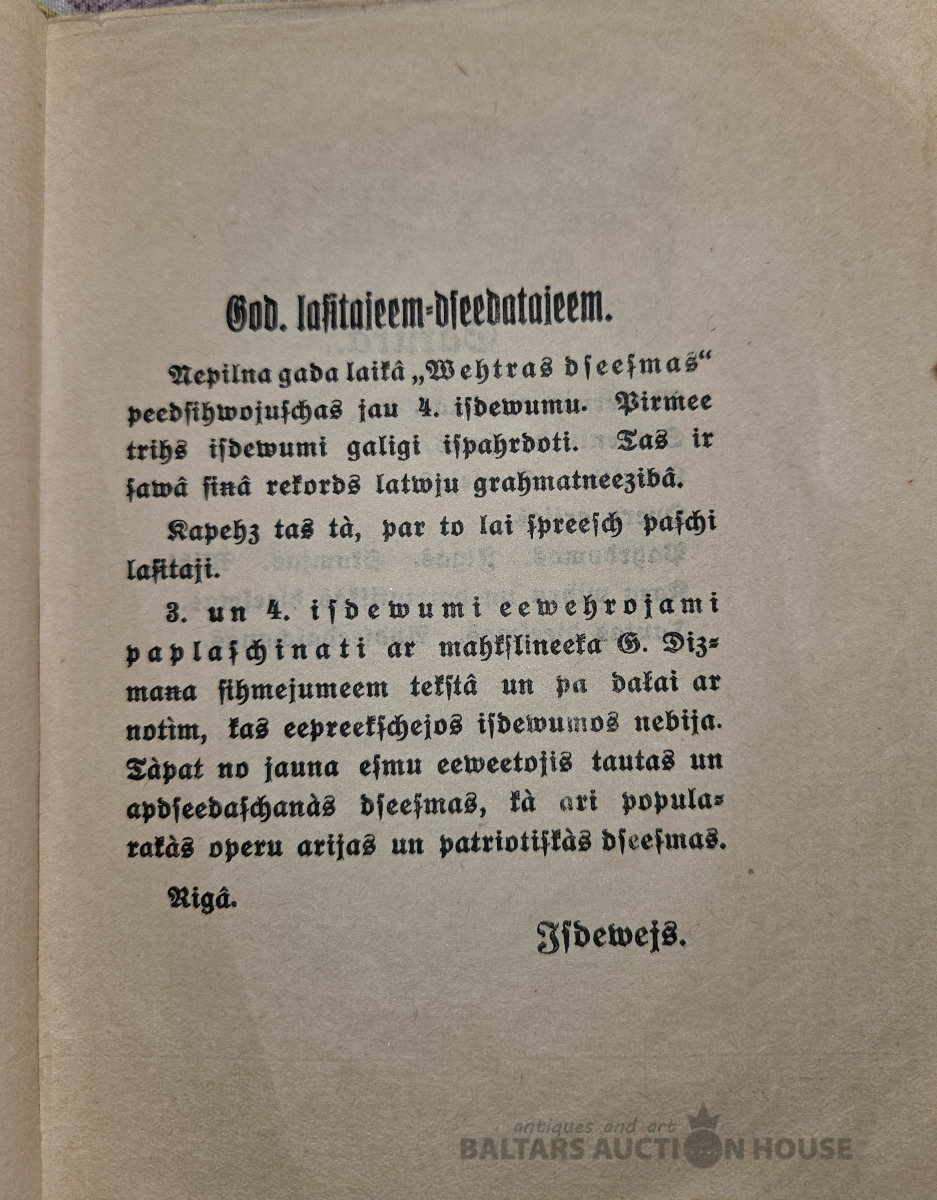 God. laſitajeem-dſeedatajeem.
Nepilna gada laikâ „Wehtras dſeeſmas“
peedſihwojuſchas jau 4. iſdewumu. Pirmee
trihs iſdewumi galigi iſpahrdoti. Tas ir
ſawâ ſinâ rekords latwju grahmatneezibâ.
Kapehz tas tà, par to lai ſpreeſch paſchi
laſitaji.
3. un 4. iſdewumi eewehrojami
paplaſchinati ar mahkſlineeka G. Diz-
mana ſihmejumeem tekſtâ un pa dałai ar
notìm, kas eepreekſchejos iſdewumos nebija.
Tàpat no jauna eſmu eeweetojis tautas un
apdſeedaſchanàs dſeeſmas, kà ari popula-
rakàs operu arijas un patriotiſkàs dſeeſmas.
Rigâ.
Iſdewejs.
antiques and art
BALTARS AUCTION HOUSE